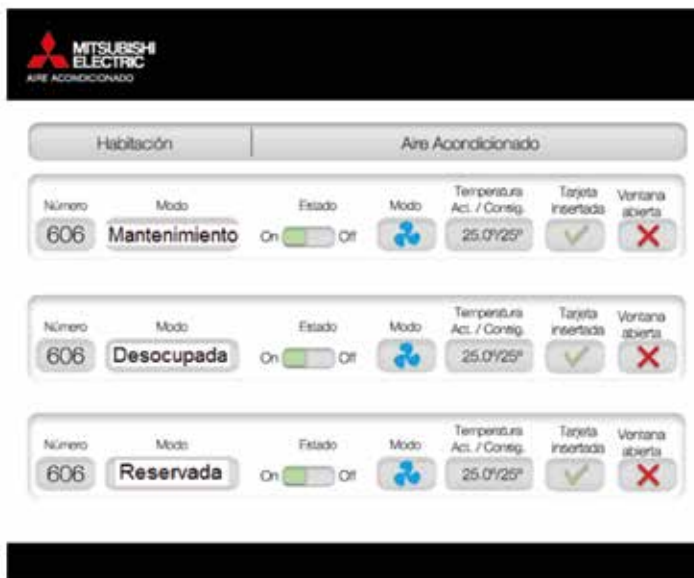 MITSUBISHI
ELECTRIC
AIRE ACONDICIONADO
Habitación Aire Acondicionado
Número Modo Estado Modo Temperatura Act. / Consig. Tarjeta insertada Ventana abierta
606 Mantenimiento On Off 25.0º/25º
Número Modo Estado Modo Temperatura Act. / Consig. Tarjeta insertada Ventana abierta
606 Desocupada On Off 25.0º/25º
Número Modo Estado Modo Temperatura Act. / Consig. Tarjeta insertada Ventana abierta
606 Reservada On Off 25.0º/25º